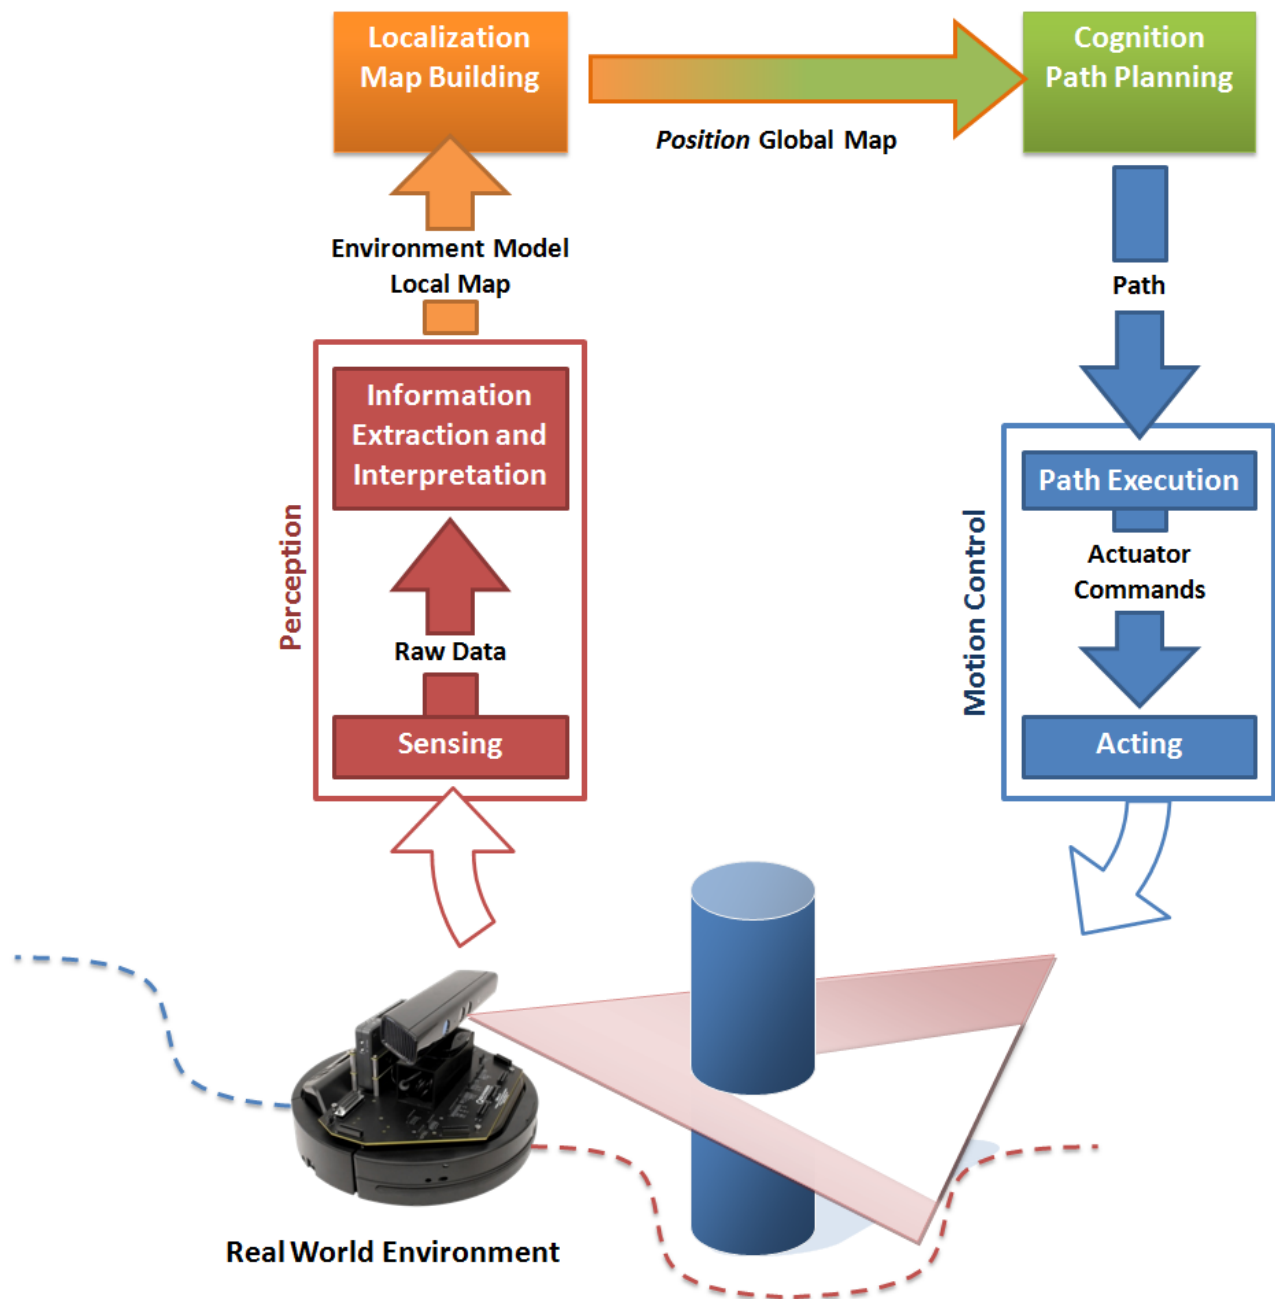 Localization
Map Building
Cognition
Path Planning
Position Global Map
Environment Model
Local Map
Path
Information
Extraction and
Interpretation
Path Execution
Perception
Motion Control
Actuator
Commands
Raw Data
Sensing
Acting
Real World Environment